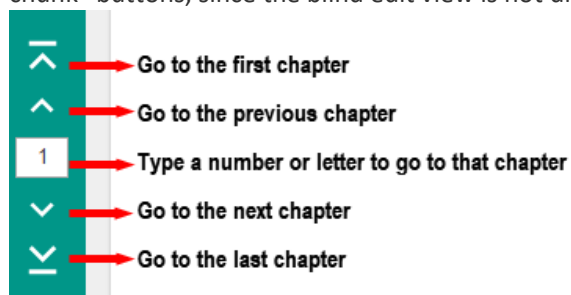 Go to the first chapter
Go to the previous chapter
1
Type a number or letter to go to that chapter
Go to the next chapter
Go to the last chapter